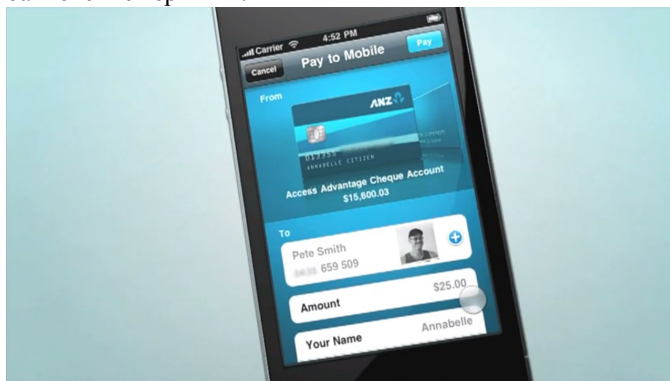 Carrier 4:52 PM
Cancel Pay to Mobile Pay
From
ANZ
ANNABELLE CITIZEN
Access Advantage Cheque Account
$15,600.03
To
Pete Smith
659 509
Amount $25.00
Your Name Annabelle